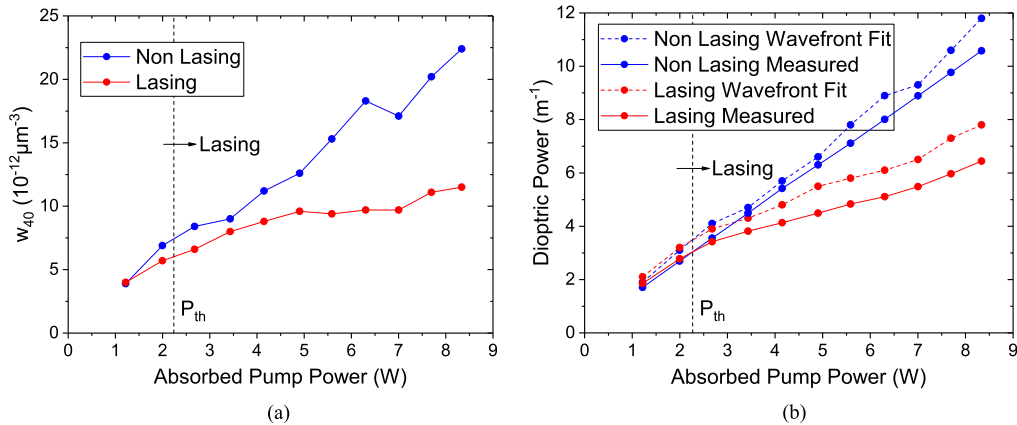 (a)
25
20
15
10
5
0
w40 (10-12μm-3)
Non Lasing
Lasing
Lasing
Pth
0 1 2 3 4 5 6 7 8 9
Absorbed Pump Power (W)
(a)
(b)
12
10
8
6
4
2
0
Dioptric Power (m-1)
Non Lasing Wavefront Fit
Non Lasing Measured
Lasing Wavefront Fit
Lasing Measured
Lasing
Pth
0 1 2 3 4 5 6 7 8 9
Absorbed Pump Power (W)
(b)